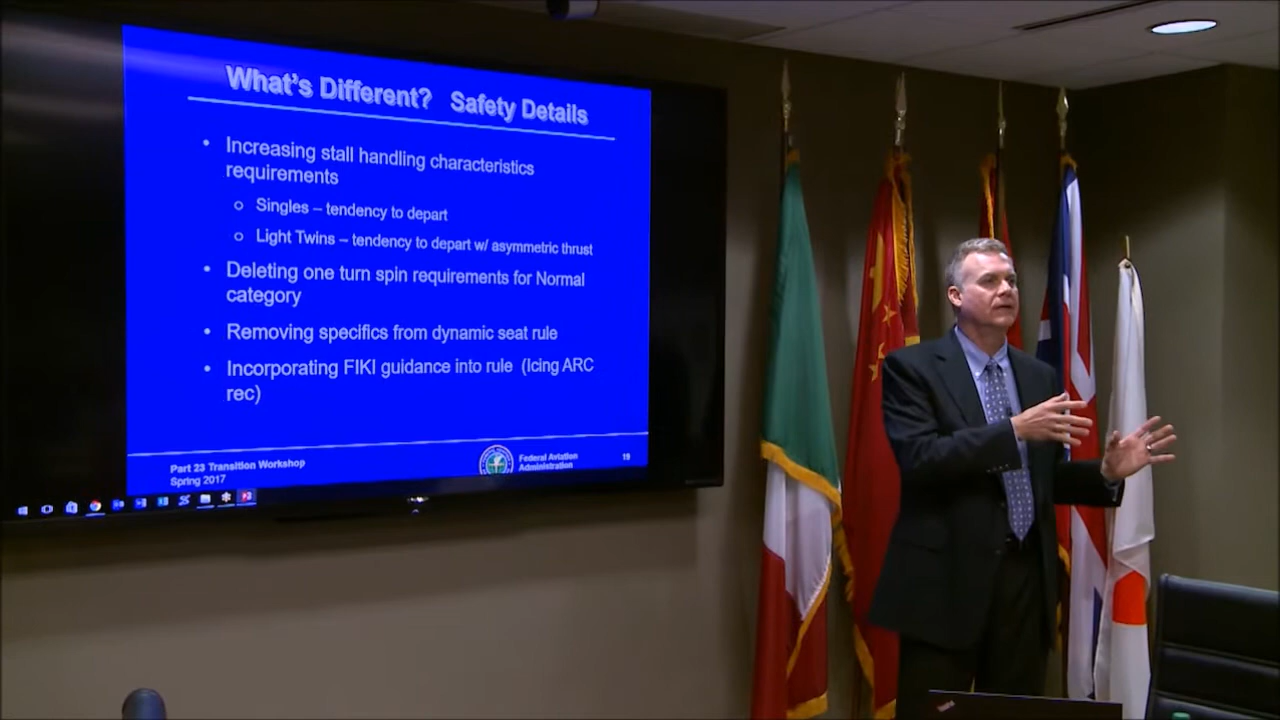 What's Different? Safety Details
• Increasing stall handling characteristics
requirements
o Singles – tendency to depart
o Light Twins – tendency to depart w/ asymmetric thrust
• Deleting one turn spin requirements for Normal
category
• Removing specifics from dynamic seat rule
• Incorporating FIKI guidance into rule (Icing ARC
rec)
Part 23 Transition Workshop
Spring 2017
Federal Aviation
Administration
19